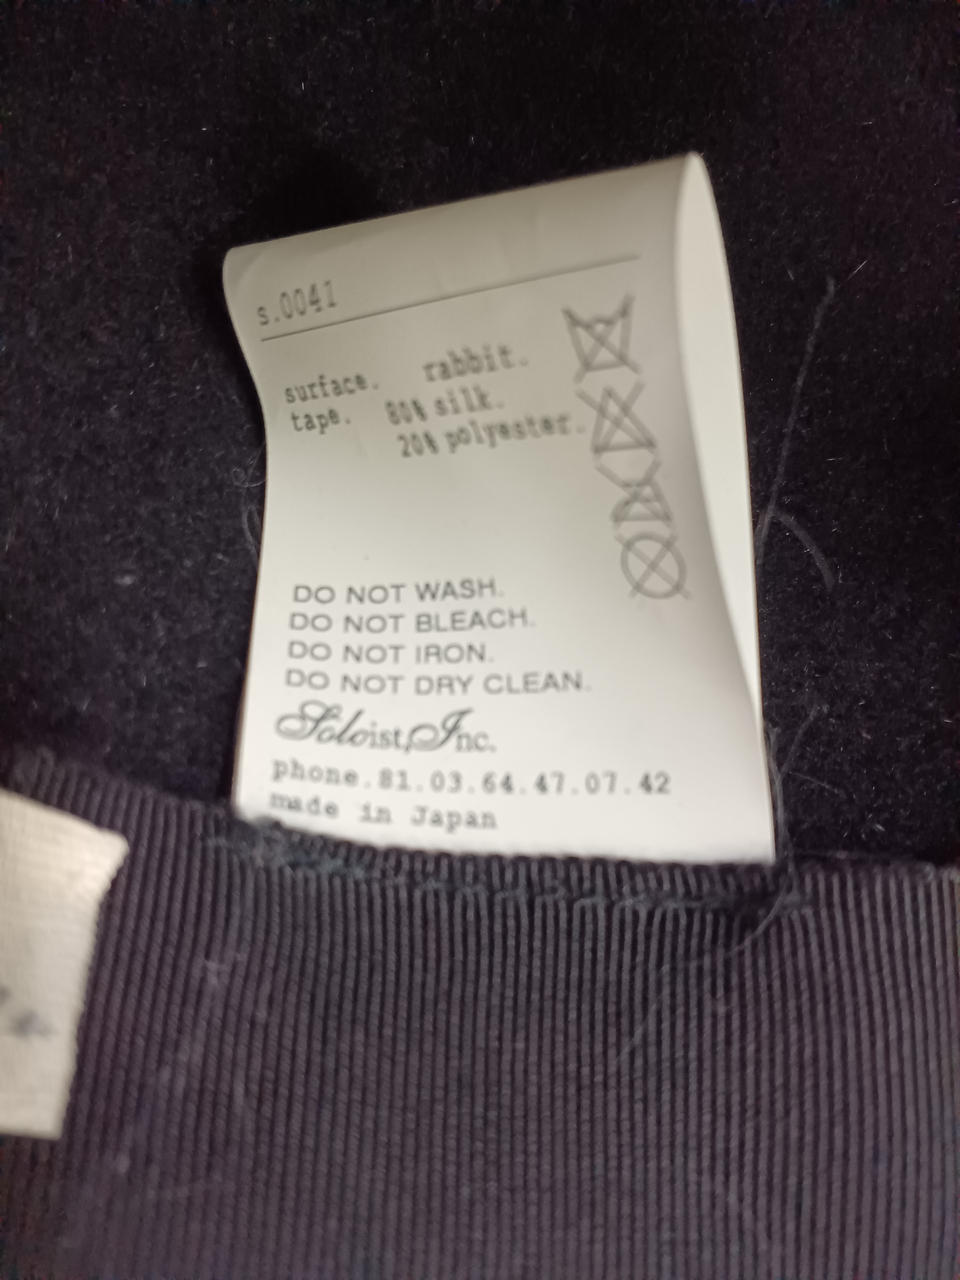 s.0041
surface. rabbit.
tape. 80% silk.
20% polyester.
DO NOT WASH.
DO NOT BLEACH.
DO NOT IRON.
DO NOT DRY CLEAN.
Soloist, Inc.
phone.81.03.64.47.07.42
made in Japan